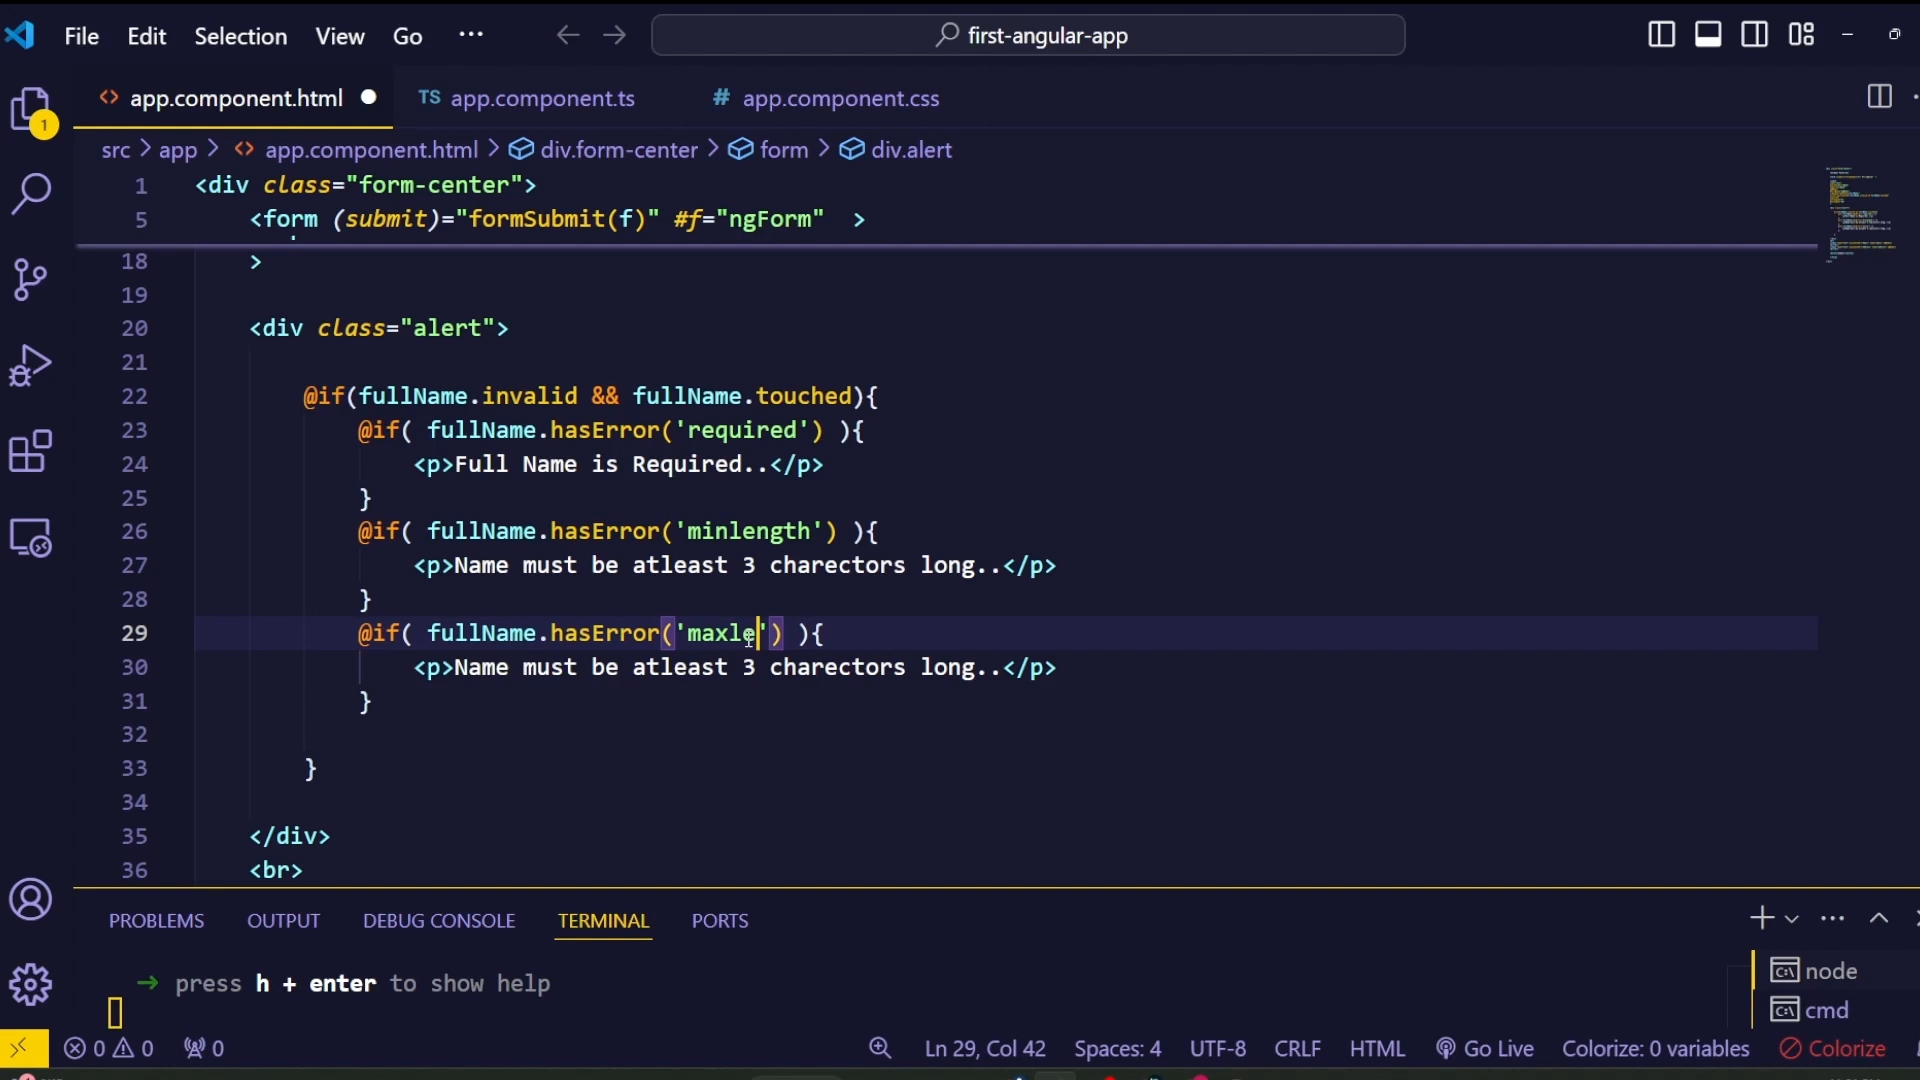 File Edit Selection View Go ··· first-angular-app
app.component.html TS app.component.ts # app.component.css
1
src > app > <> app.component.html > div.form-center > form > div.alert
1 <div class="form-center">
5 <form (submit)="formSubmit(f)" #f="ngForm" >
18 >
19
20 <div class="alert">
21
22 @if(fullName.invalid && fullName.touched){
23 @if( fullName.hasError('required') ){
24 <p>Full Name is Required..</p>
25 }
26 @if( fullName.hasError('minlength') ){
27 <p>Name must be atleast 3 charectors long..</p>
28 }
29 @if( fullName.hasError('maxle') ){
30 <p>Name must be atleast 3 charectors long..</p>
31 }
32
33 }
34
35 </div>
36 <br>
PROBLEMS OUTPUT DEBUG CONSOLE TERMINAL PORTS
→ press h + enter to show help
node
cmd
0 0 0 Ln 29, Col 42 Spaces: 4 UTF-8 CRLF HTML Go Live Colorize: 0 variables Colorize